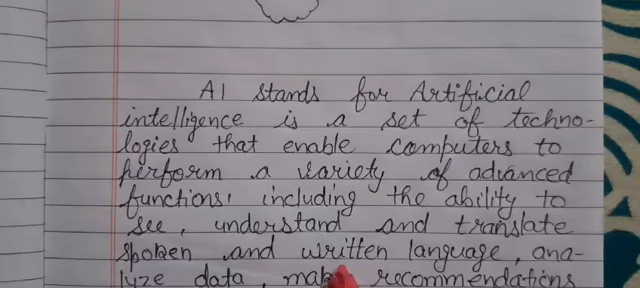 AI stands for Artificial
intelligence is a set of techno-
logies that enable computers to
perform a variety of advanced
functions, including the ability to
see, understand and translate
spoken and written language, ana-
lyze data, recommendations